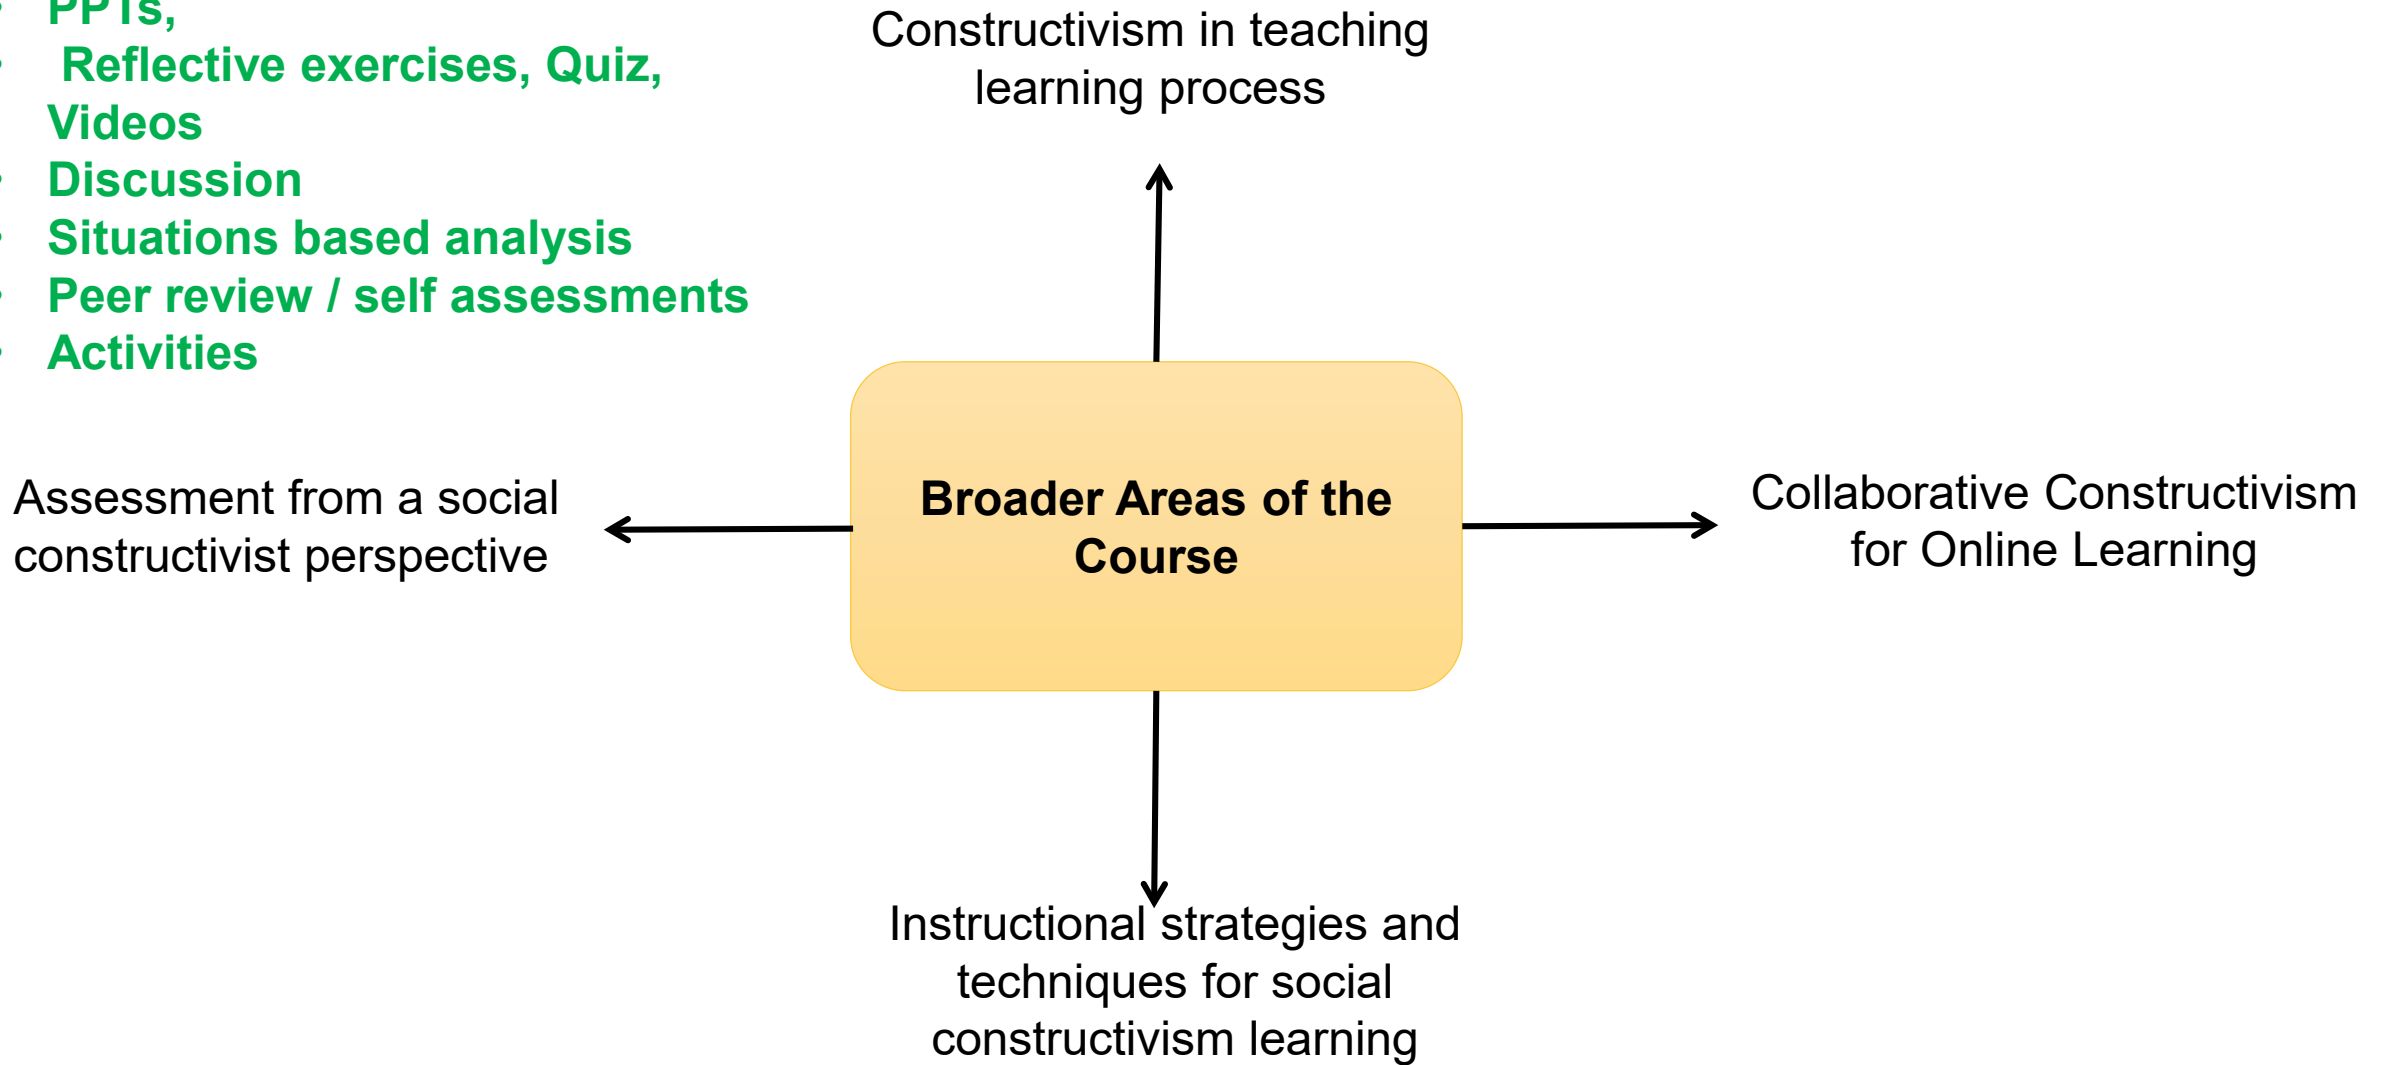 • PPTs,
• Reflective exercises, Quiz,
Videos
• Discussion
• Situations based analysis
• Peer review / self assessments
• Activities
Constructivism in teaching
learning process
Assessment from a social
constructivist perspective
Broader Areas of the
Course
Collaborative Constructivism
for Online Learning
Instructional strategies and
techniques for social
constructivism learning